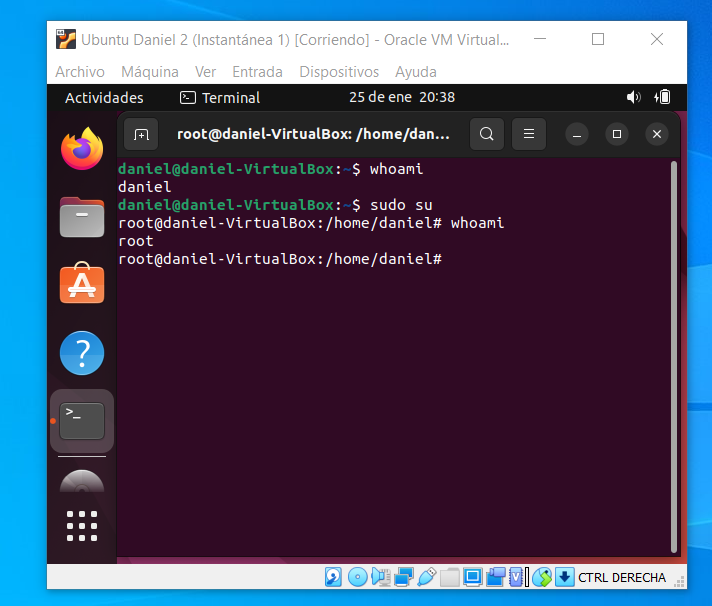 Ubuntu Daniel 2 (Instantánea 1) [Corriendo] - Oracle VM Virtual...
Archivo Máquina Ver Entrada Dispositivos Ayuda
Actividades Terminal 25 de ene 20:38
root@daniel-VirtualBox: /home/dan...
daniel@daniel-VirtualBox:~$ whoami
daniel
daniel@daniel-VirtualBox:~$ sudo su
root@daniel-VirtualBox:/home/daniel# whoami
root
root@daniel-VirtualBox:/home/daniel#
CTRL DERECHA